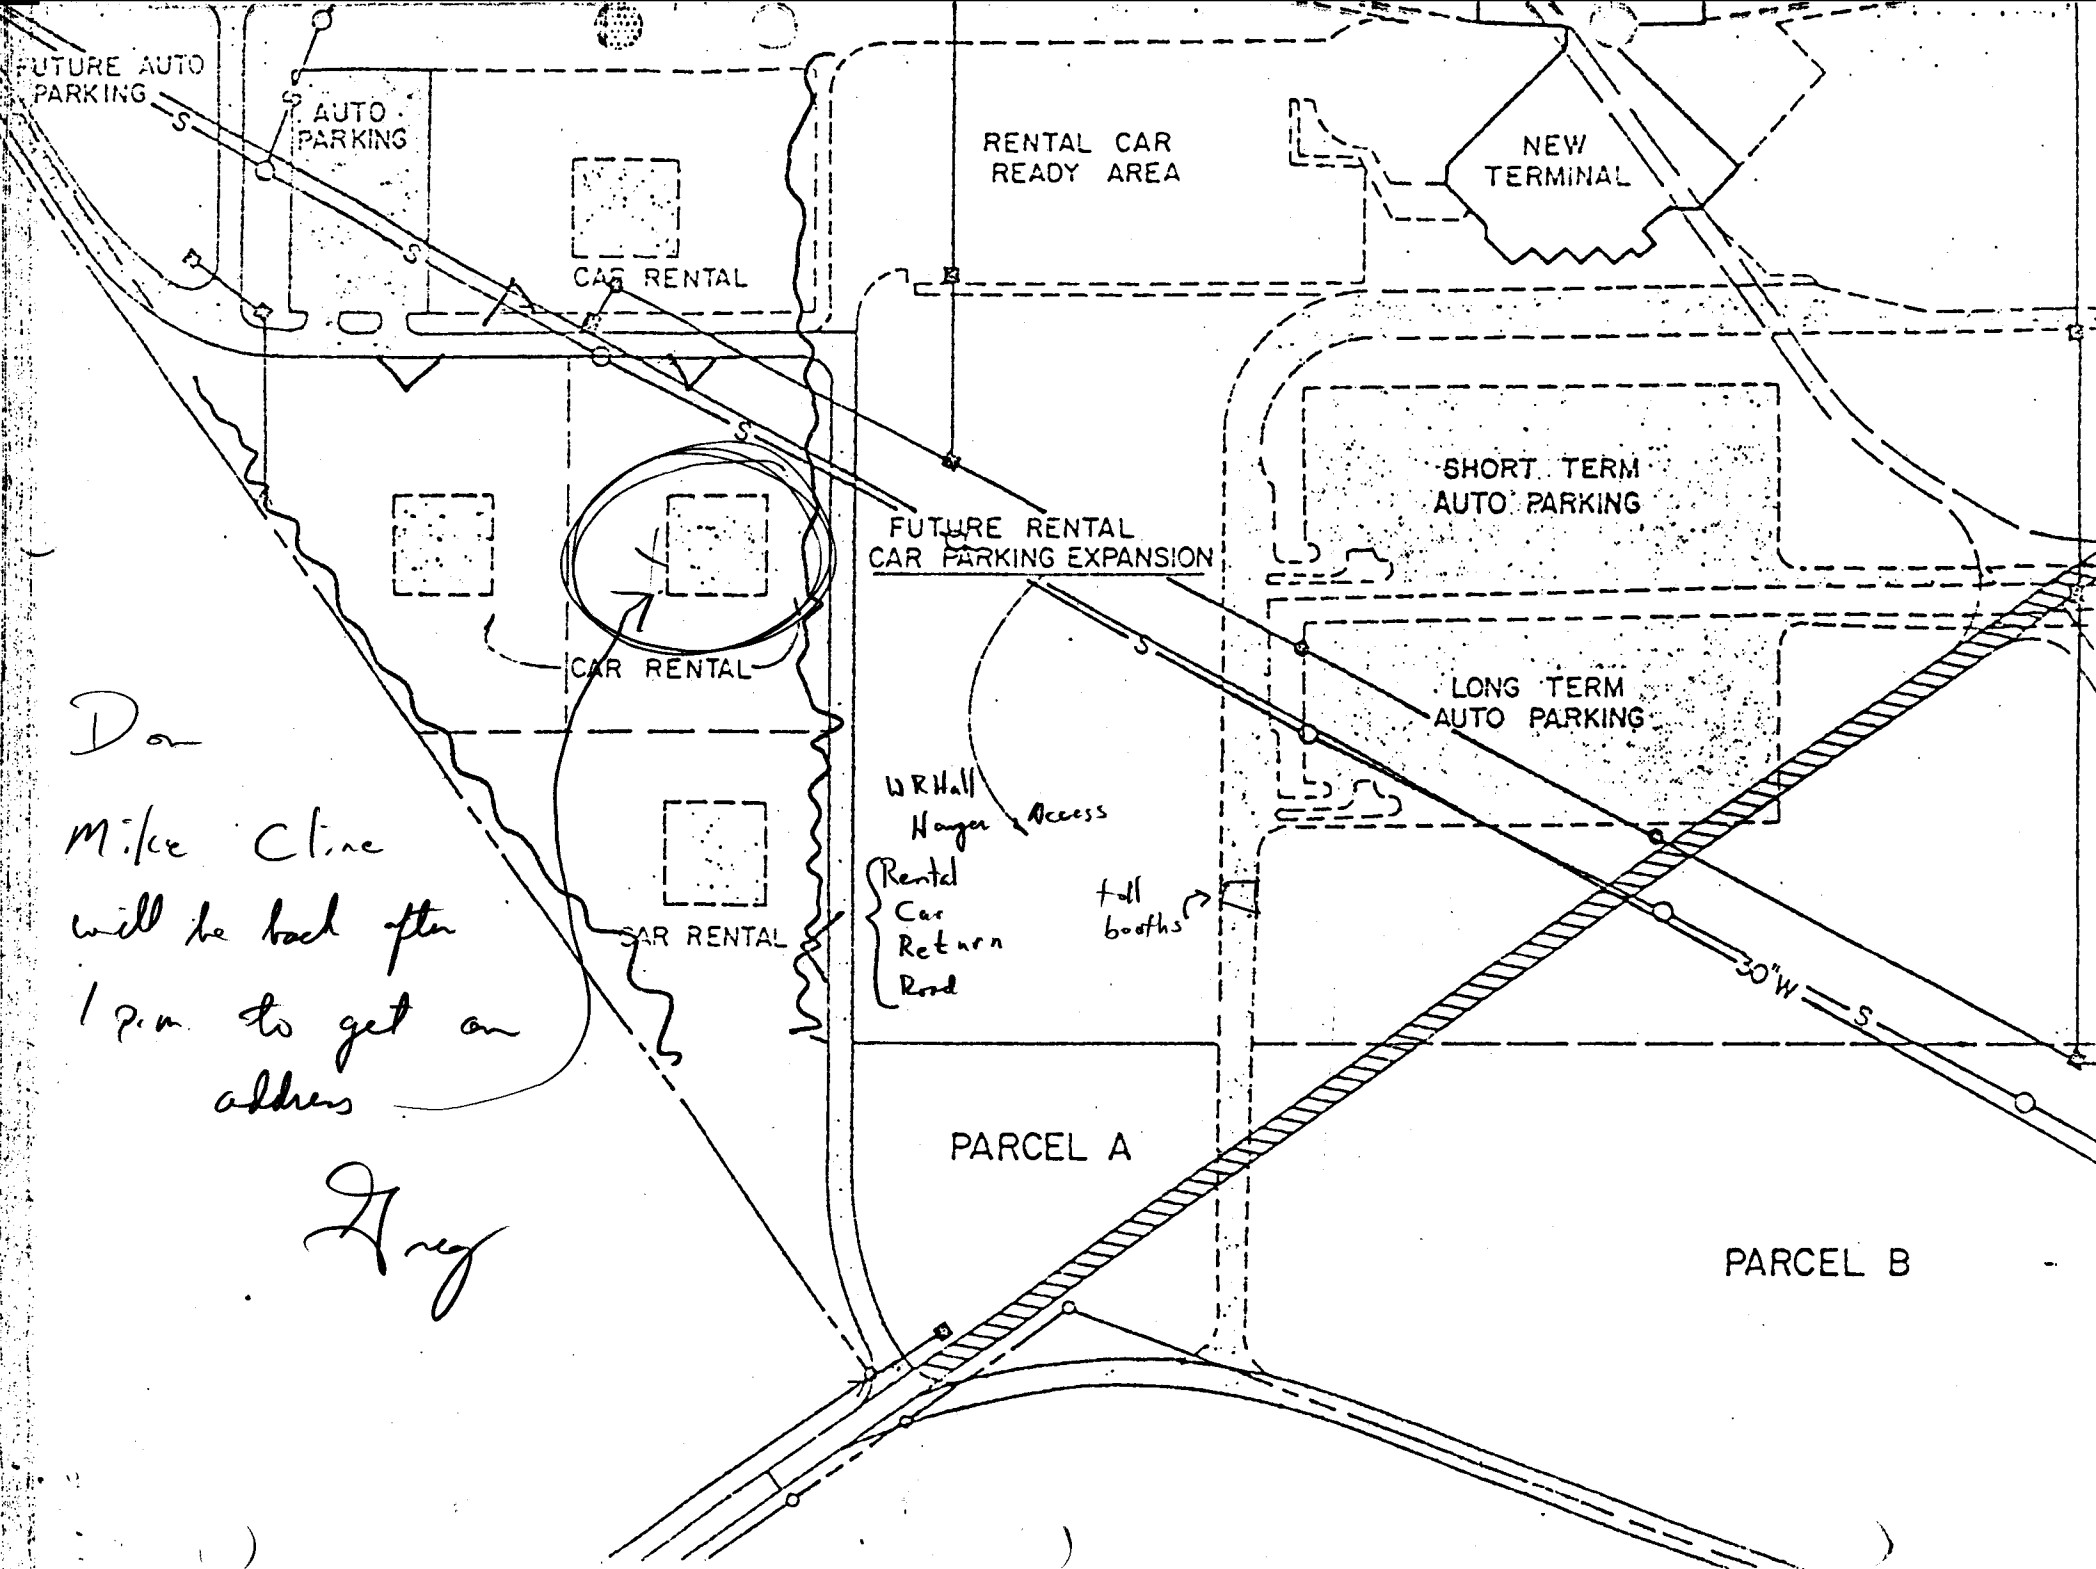 FUTURE AUTO
PARKING
AUTO
PARKING
S
S
S
CAR RENTAL
RENTAL CAR
READY AREA
NEW
TERMINAL
S
SHORT TERM
AUTO PARKING
FUTURE RENTAL
CAR PARKING EXPANSION
S
CAR RENTAL
LONG TERM
AUTO PARKING
WRHall
Hanger Access
Rental
Car
Return
Road
toll
booths
CAR RENTAL
30"W
S
Don
Mike Cline
will be back after
1 p.m. to get an
address
Greg
PARCEL A
PARCEL B